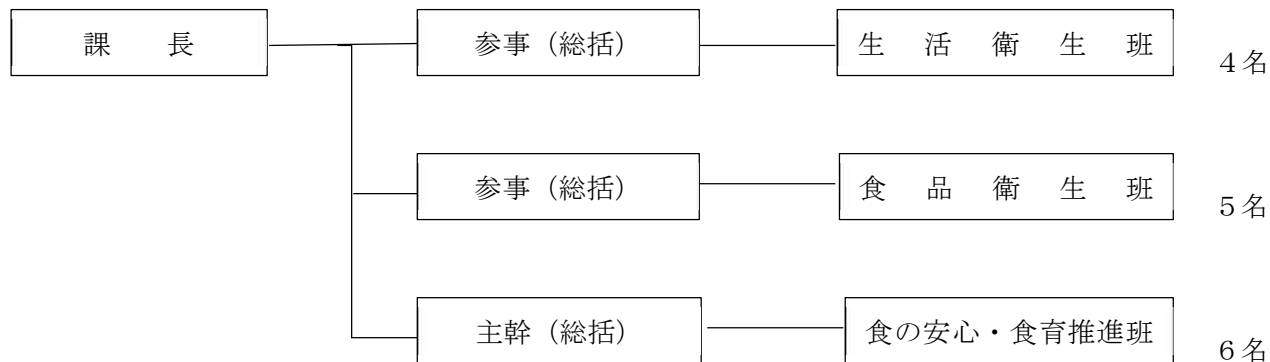 課　長　参事（総括）　生　活　衛　生　班　４名
参事（総括）　食　品　衛　生　班　５名
主幹（総括）　食の安心・食育推進班　６名